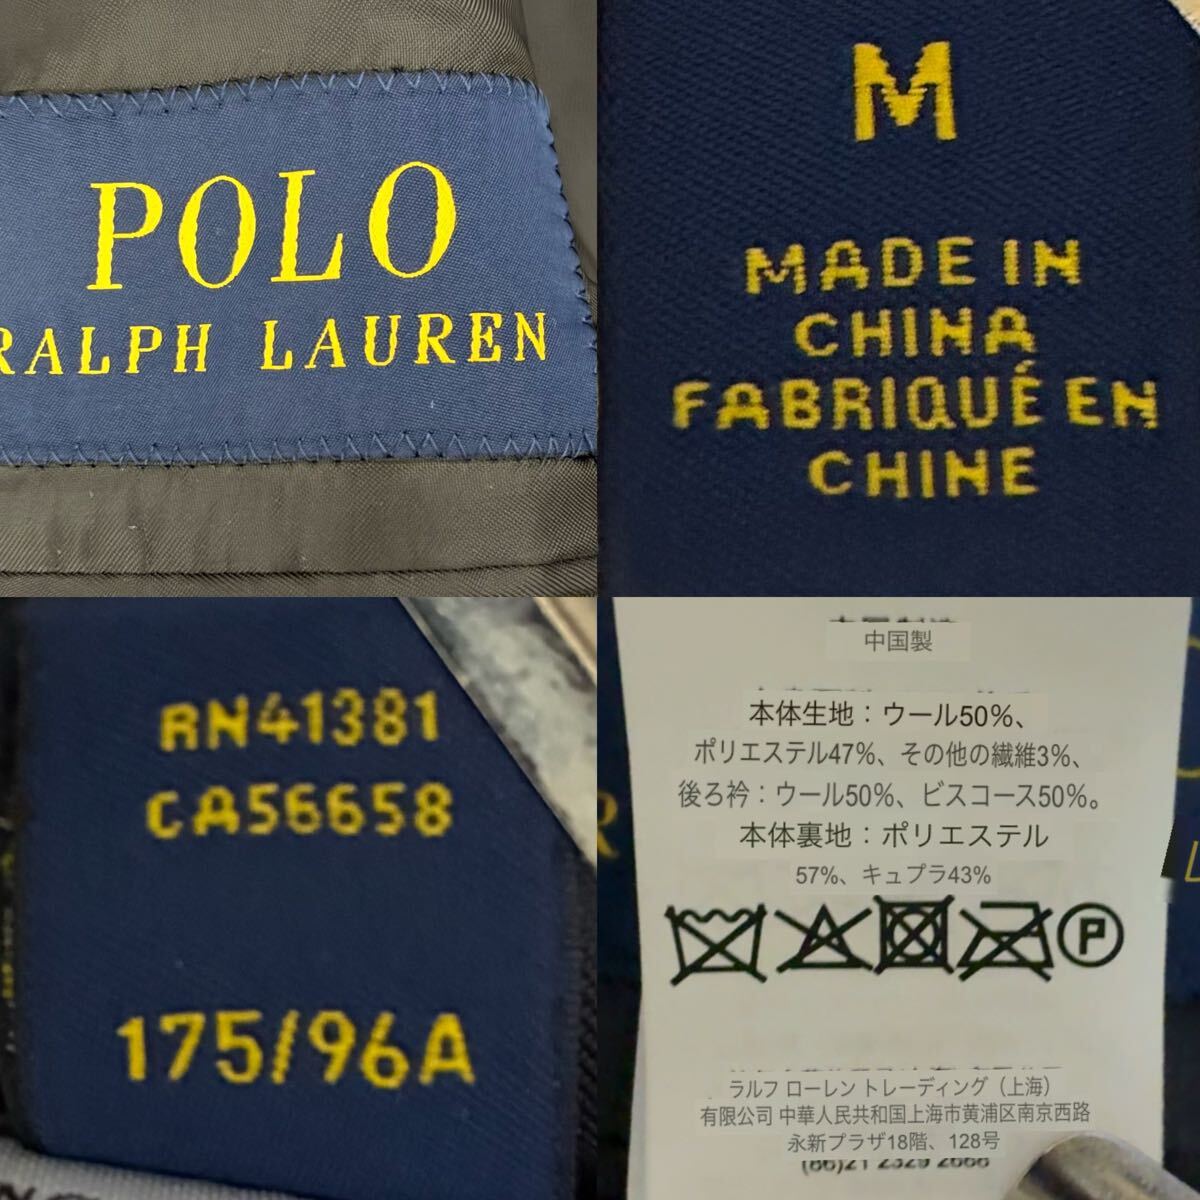 POLO
RALPH LAUREN
M
MADE IN
CHINA
FABRIQUÉ EN
CHINE
RN41381
CA56658
175/96A
中国製
本体生地：ウール50%、
ポリエステル47%、その他の繊維3%、
後ろ衿：ウール50%、ビスコース50%。
本体裏地：ポリエステル
57%、キュプラ43%
P
ラルフ ローレン トレーディング（上海）
有限公司 中華人民共和国上海市黄浦区南京西路
永新プラザ18階、128号
(86)21 2329 2668